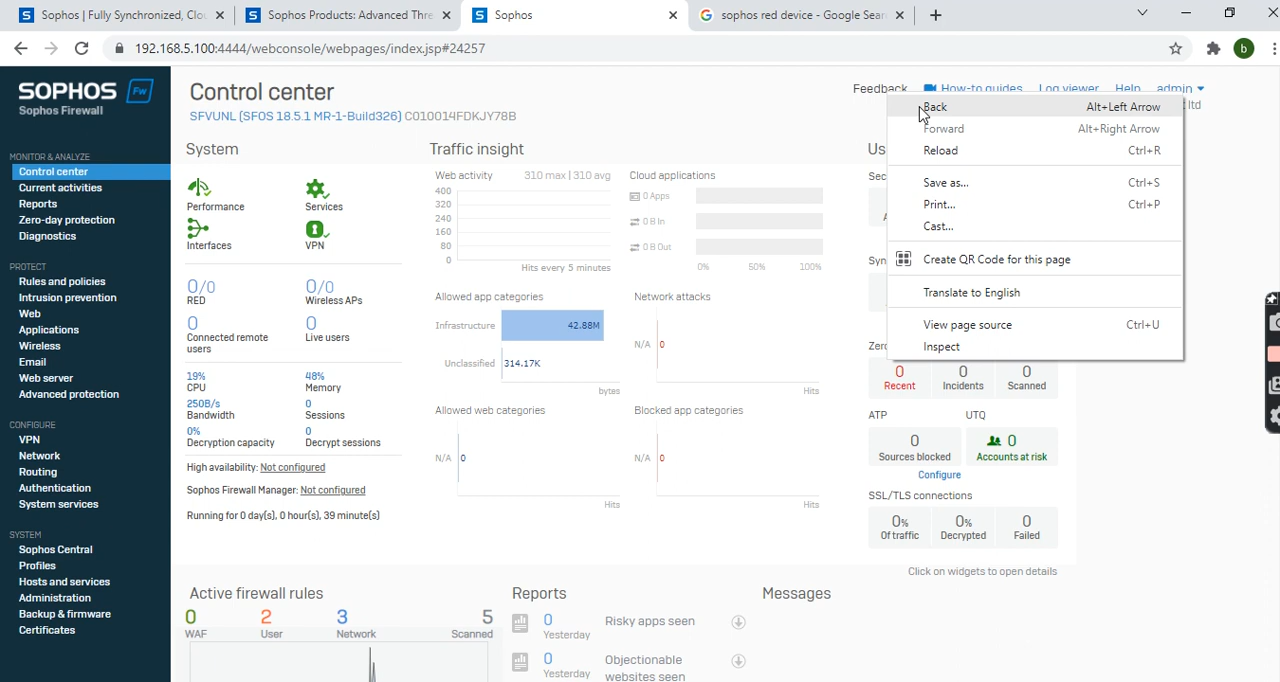 Sophos | Fully Synchronized, Clo
Sophos Products: Advanced Thre
Sophos
sophos red device - Google Sear
192.168.5.100:4444/webconsole/webpages/index.jsp#24257
b
SOPHOS
Fw
Sophos Firewall
MONITOR & ANALYZE
Control center
Current activities
Reports
Zero-day protection
Diagnostics
PROTECT
Rules and policies
Intrusion prevention
Web
Applications
Wireless
Email
Web server
Advanced protection
CONFIGURE
VPN
Network
Routing
Authentication
System services
SYSTEM
Sophos Central
Profiles
Hosts and services
Administration
Backup & firmware
Certificates
Control center
SFVUNL (SFOS 18.5.1 MR-1-Build326) C010014FDKJY78B
Feedback How-to guides Log viewer Help admin
ltd
System
Performance Services
Interfaces VPN
0/0 0/0
RED Wireless APs
0 0
Connected remote users Live users
19% 48%
CPU Memory
250B/s 0
Bandwidth Sessions
0% 0
Decryption capacity Decrypt sessions
High availability: Not configured
Sophos Firewall Manager: Not configured
Running for 0 day(s), 0 hour(s), 39 minute(s)
Traffic insight
Web activity 310 max | 310 avg
400
320
240
160
80
0
Hits every 5 minutes
Cloud applications
0 Apps
0 B In
0 B Out
0% 50% 100%
Allowed app categories
Infrastructure 42.88M
Unclassified 314.17K
bytes
Network attacks
N/A 0
Hits
Allowed web categories
N/A 0
Hits
Blocked app categories
N/A 0
Hits
Us
Sec
A
Syn
Zero
Back Alt+Left Arrow
Forward Alt+Right Arrow
Reload Ctrl+R
Save as... Ctrl+S
Print... Ctrl+P
Cast...
Create QR Code for this page
Translate to English
View page source Ctrl+U
Inspect
0 0 0
Recent Incidents Scanned
ATP UTQ
0 0
Sources blocked Accounts at risk
Configure
SSL/TLS connections
0% 0% 0
Of traffic Decrypted Failed
Click on widgets to open details
Active firewall rules
0 2 3 5
WAF User Network Scanned
Reports
0 Risky apps seen
Yesterday
0 Objectionable
Yesterday websites seen
Messages